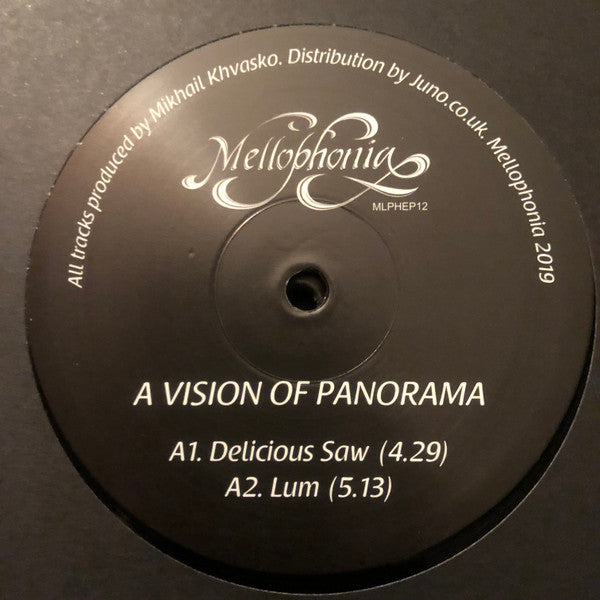 All tracks produced by Mikhail Khvasko. Distribution by Juno.co.uk. Mellophonia 2019
Mellophonia
MLPHEP12
A VISION OF PANORAMA
A1. Delicious Saw (4.29)
A2. Lum (5.13)